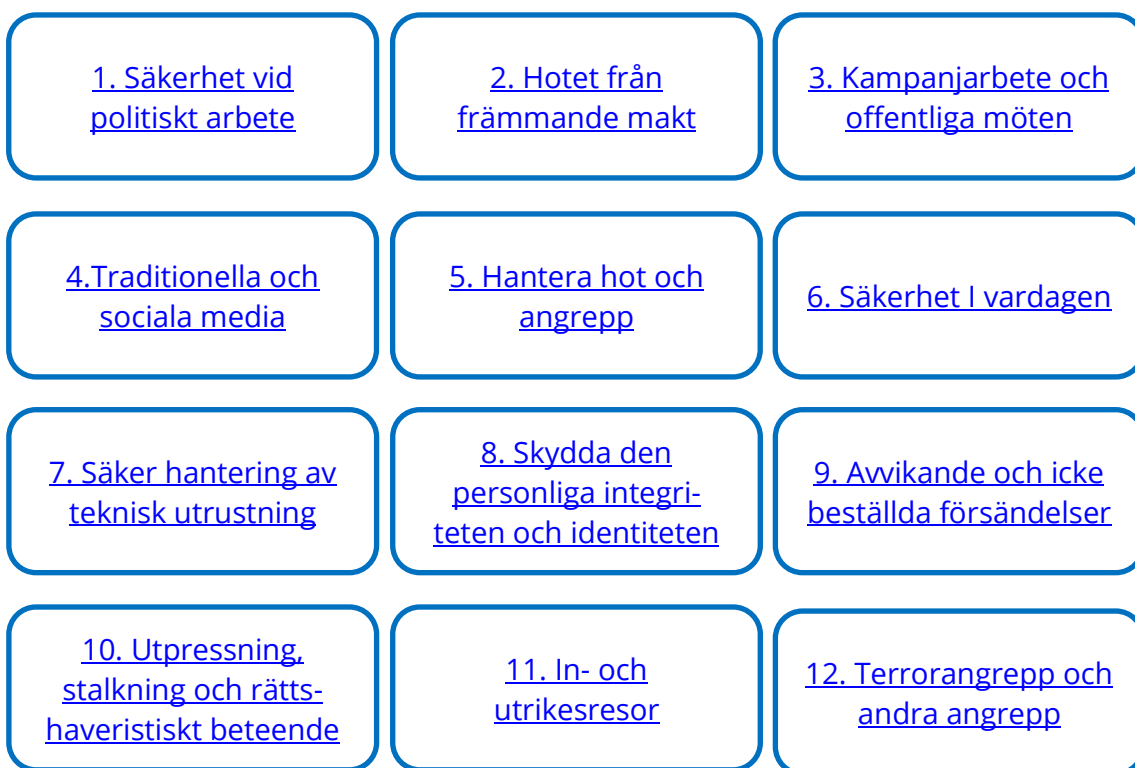 1. Säkerhet vid
politiskt arbete
2. Hotet från
främmande makt
3. Kampanjarbete och
offentliga möten
4.Traditionella och
sociala media
5. Hantera hot och
angrepp
6. Säkerhet I vardagen
7. Säker hantering av
teknisk utrustning
8. Skydda den
personliga integri-
teten och identiteten
9. Avvikande och icke
beställda försändelser
10. Utpressning,
stalkning och rätts-
haveristiskt beteende
11. In- och
utrikesresor
12. Terrorangrepp och
andra angrepp